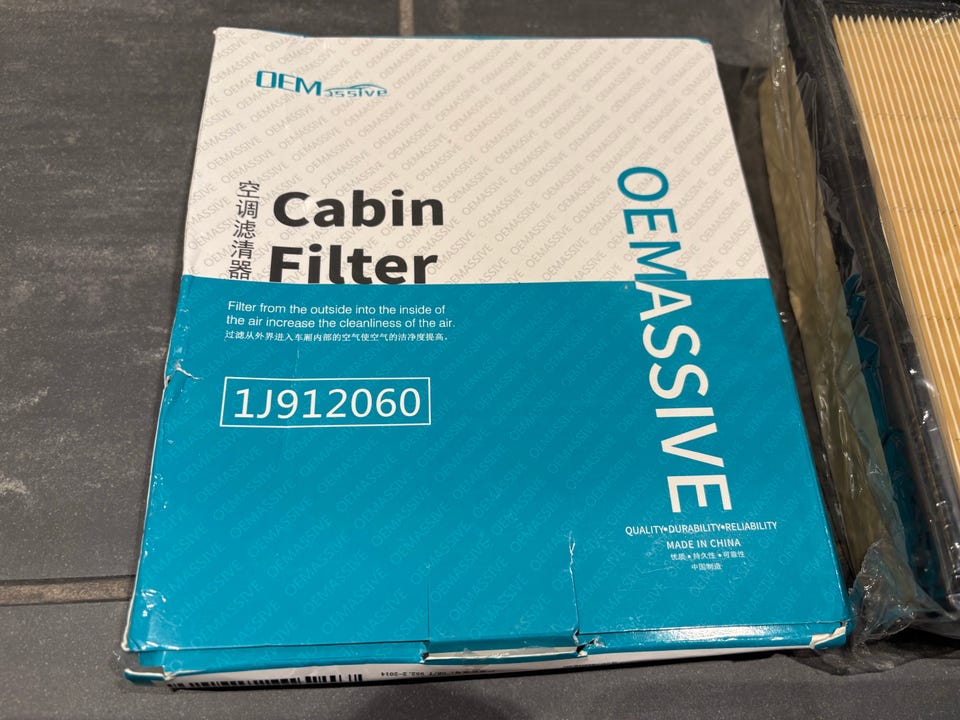 OEMassive
空调滤清器
Cabin
Filter
Filter from the outside into the inside of
the air increase the cleanliness of the air.
过滤从外界进入车厢内部的空气使空气的洁净度提高。
1J912060
OEMASSIVE
QUALITY•DURABILITY•RELIABILITY
MADE IN CHINA
优质•持久性•可靠性
中国制造